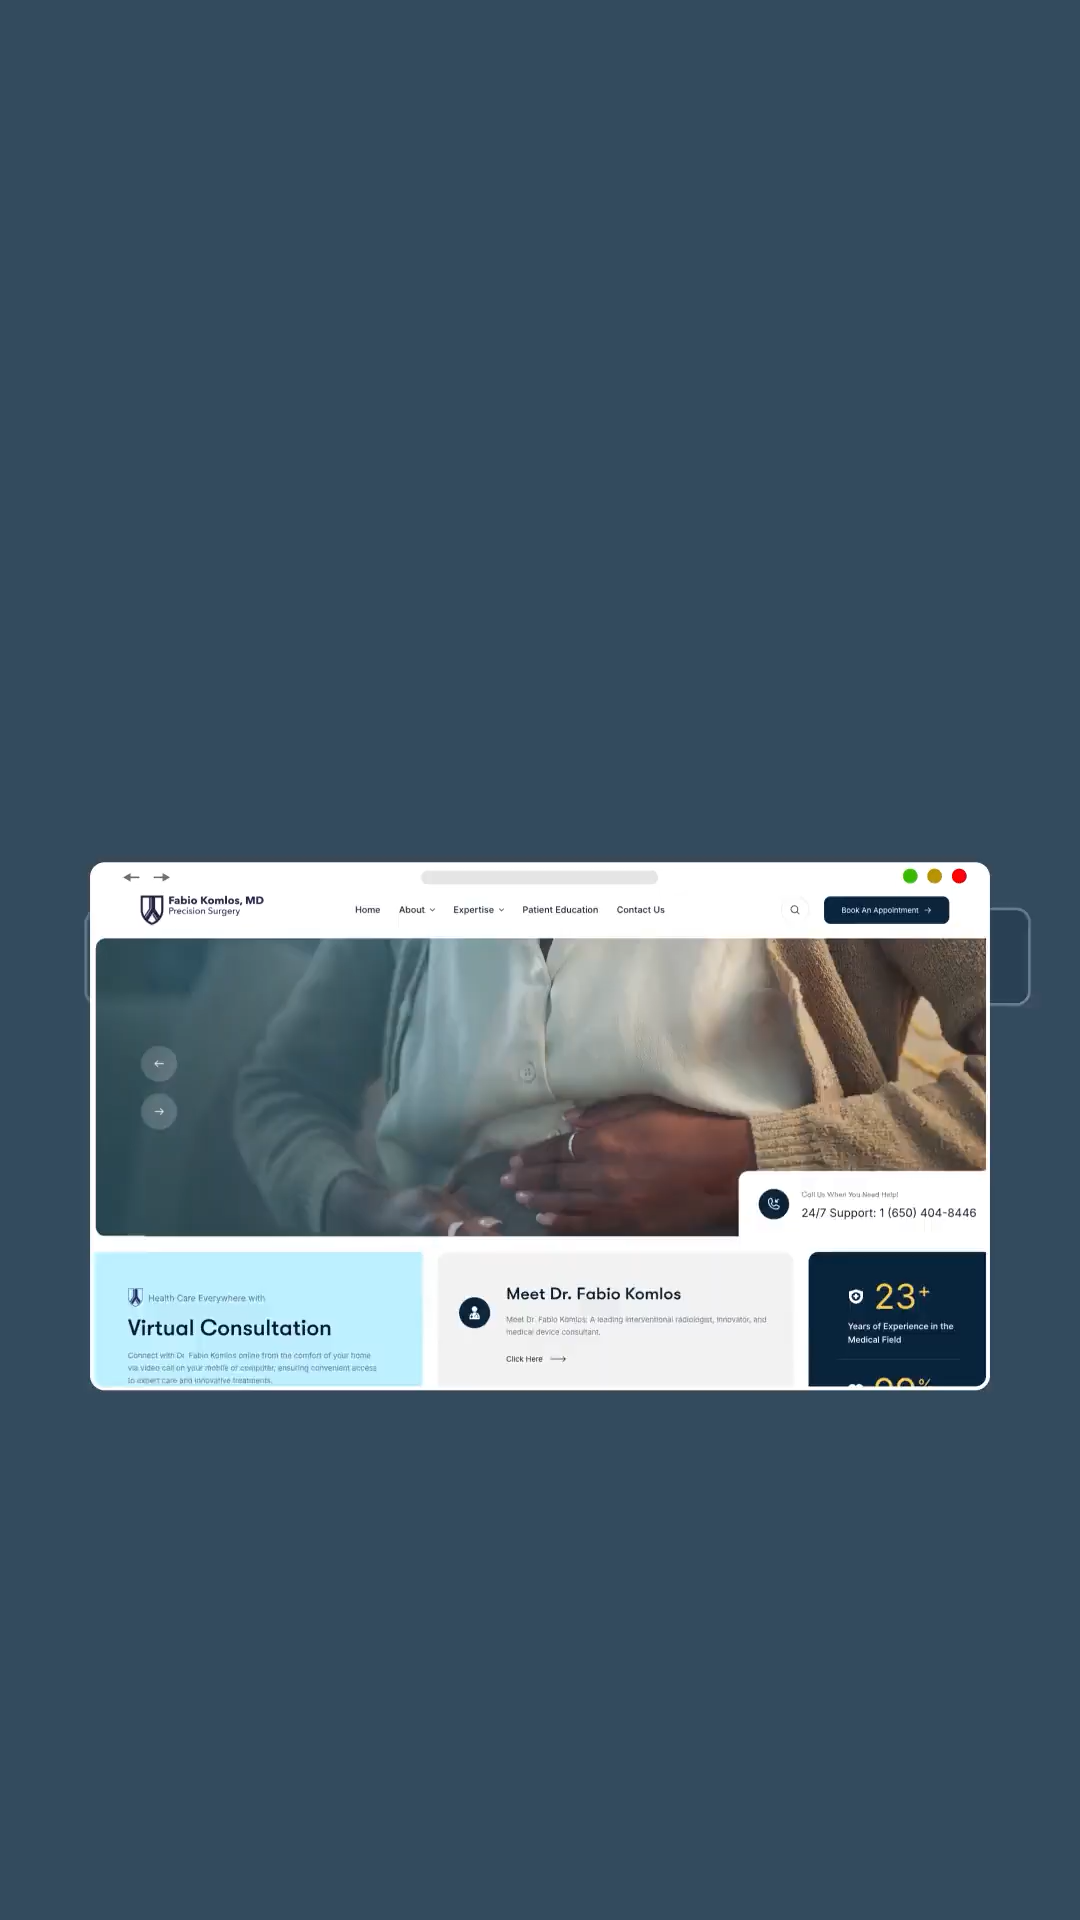 Fabio Komlos, MD
Precision Surgery
Home
About
Expertise
Patient Education
Contact Us
Book An Appointment
Call Us When You Need Help!
24/7 Support: 1 (650) 404-8446
Health Care Everywhere with
Virtual Consultation
Connect with Dr. Fabio Komlos online from the comfort of your home
via video call on your mobile or computer, ensuring convenient access
to expert care and innovative treatments.
Meet Dr. Fabio Komlos
Meet Dr. Fabio Komlos: A leading interventional radiologist, innovator, and
medical device consultant.
Click Here
23+
Years of Experience in the
Medical Field